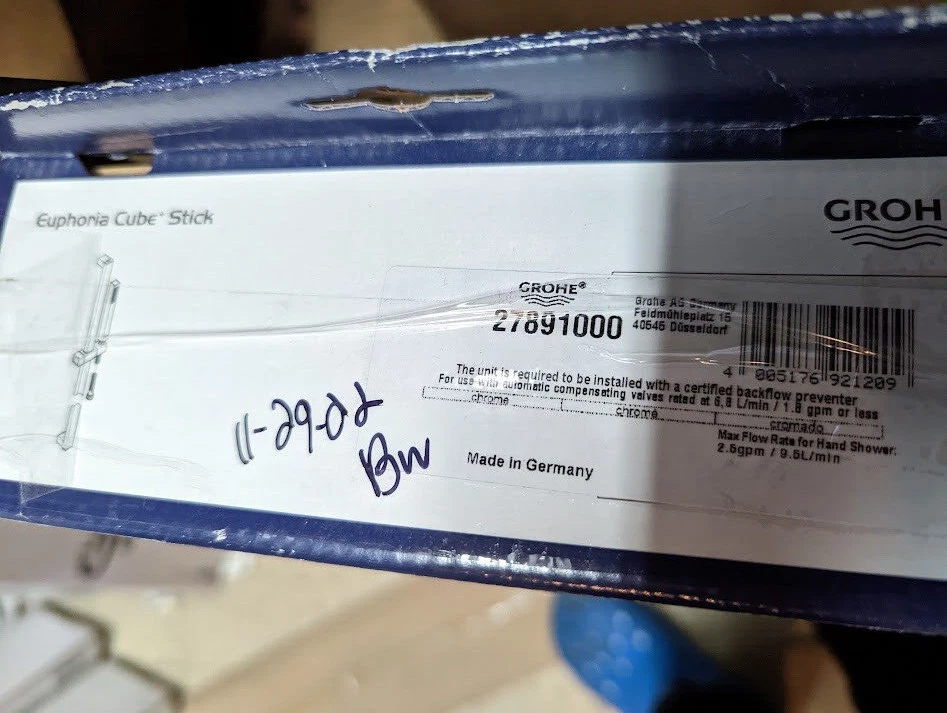 Euphoria Cube+ Stick
GROH
GROHE®
27891000
Grohe AG Germany
Feldmühleplatz 15
40545 Düsseldorf
4 005176 921209
The unit is required to be installed with a certified backflow preventer
For use with automatic compensating valves rated at 6.8 L/min / 1.8 gpm or less
chrome chrome cromado
Max Flow Rate for Hand Shower:
2.5gpm / 9.5L/min
11-29-02
BW
Made in Germany